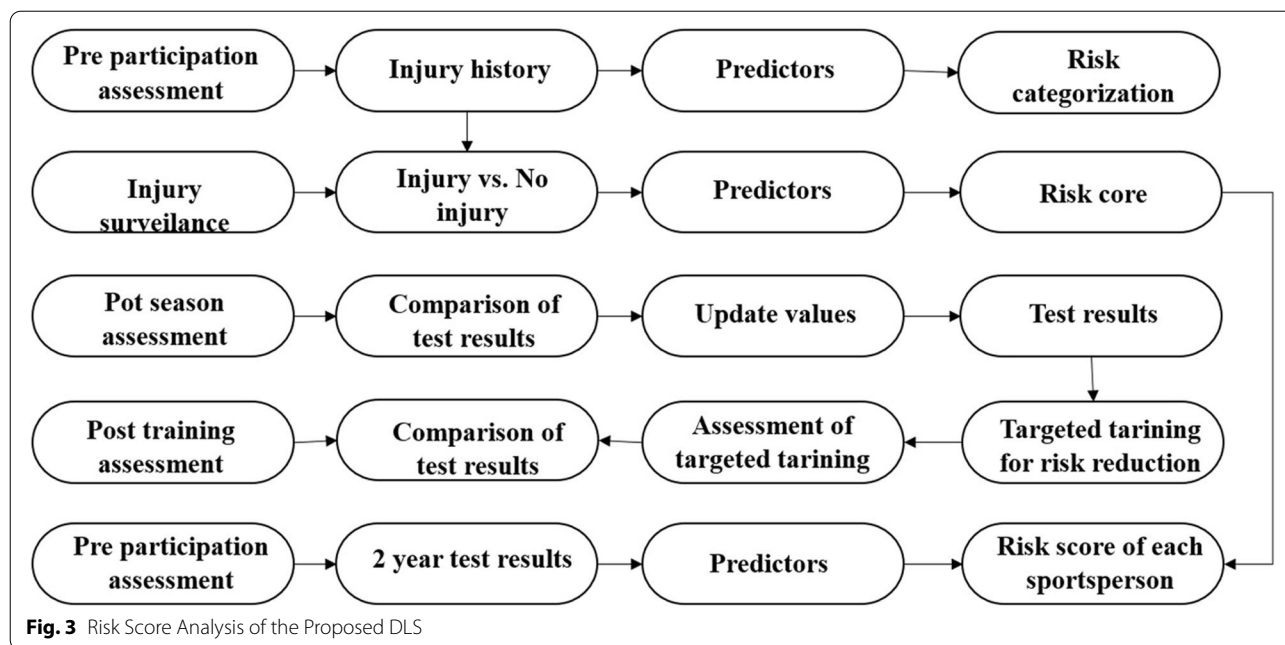 Pre participation
assessment
Injury history
Predictors
Risk
categorization
Injury
surveilance
Injury vs. No
injury
Predictors
Risk core
Pot season
assessment
Comparison of
test results
Update values
Test results
Post training
assessment
Comparison of
test results
Assessment of
targeted tarining
Targeted tarining
for risk reduction
Pre participation
assessment
2 year test results
Predictors
Risk score of each
sportsperson
Fig. 3 Risk Score Analysis of the Proposed DLS